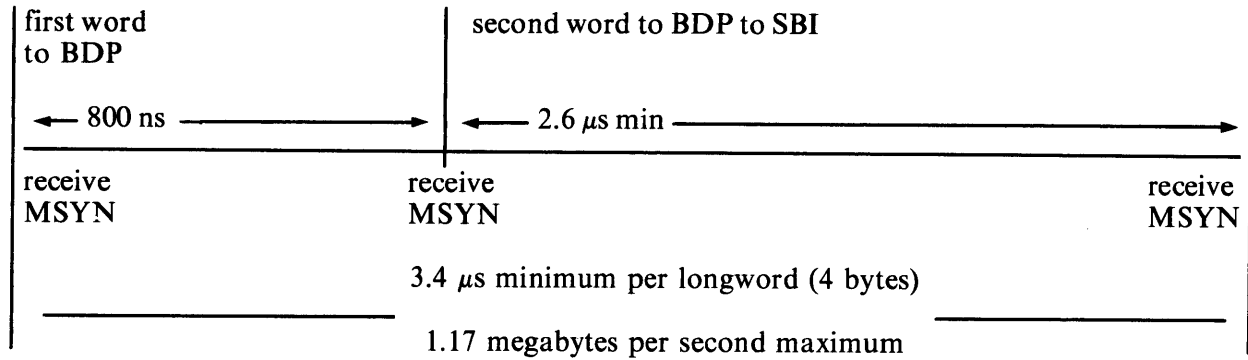 first word
to BDP
second word to BDP to SBI
800 ns
2.6 μs min
receive
MSYN
receive
MSYN
receive
MSYN
3.4 μs minimum per longword (4 bytes)
1.17 megabytes per second maximum